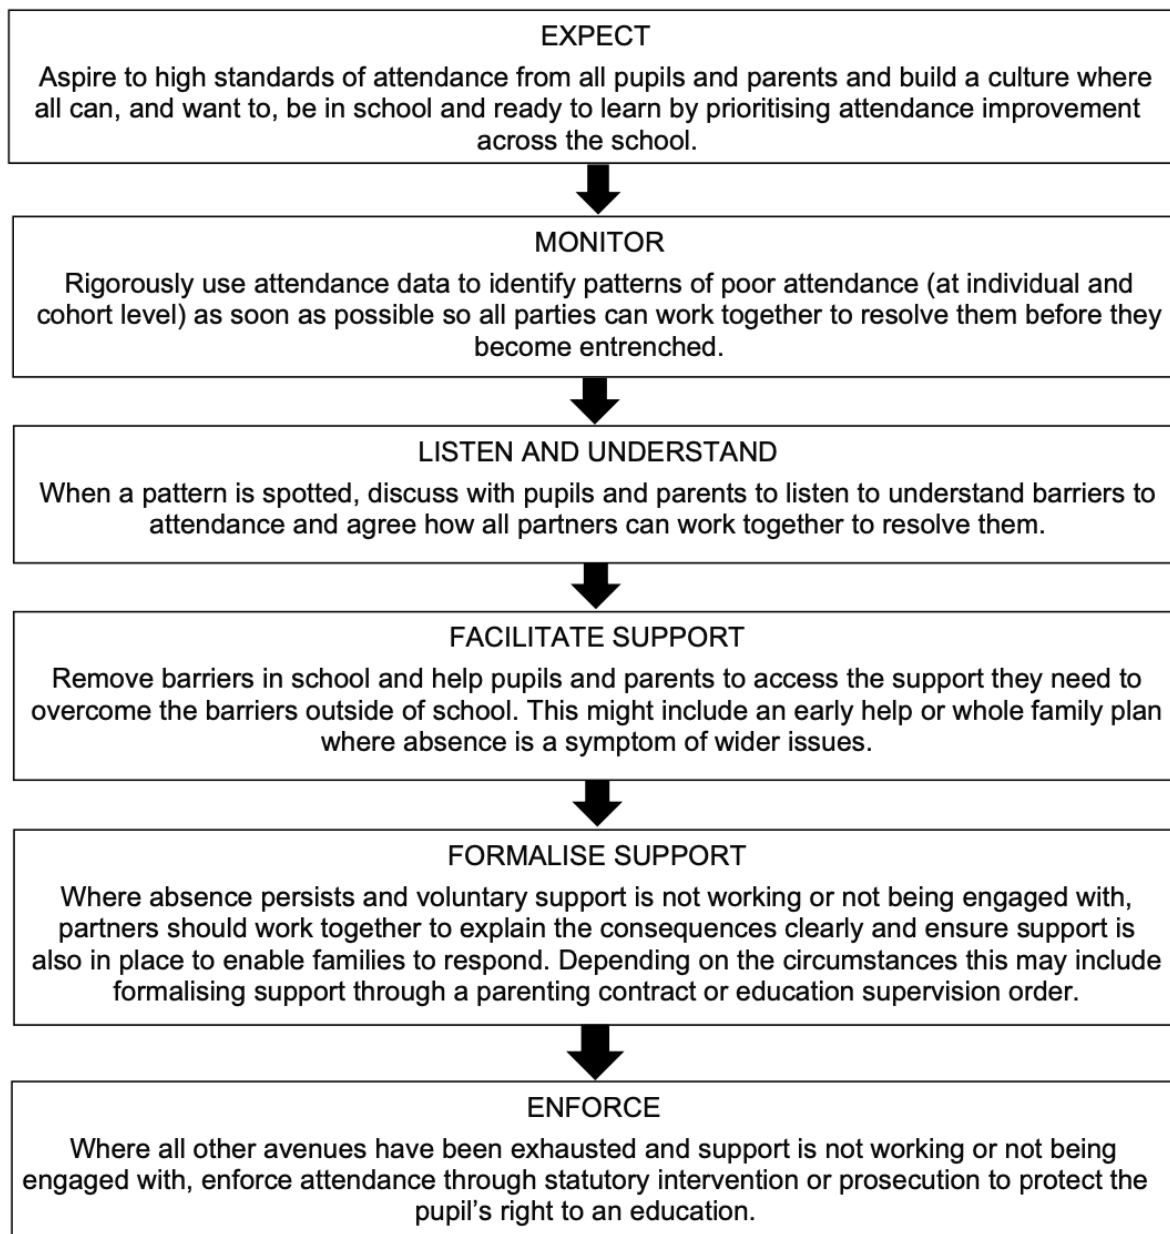 EXPECT
Aspire to high standards of attendance from all pupils and parents and build a culture where
all can, and want to, be in school and ready to learn by prioritising attendance improvement
across the school.
MONITOR
Rigorously use attendance data to identify patterns of poor attendance (at individual and
cohort level) as soon as possible so all parties can work together to resolve them before they
become entrenched.
LISTEN AND UNDERSTAND
When a pattern is spotted, discuss with pupils and parents to listen to understand barriers to
attendance and agree how all partners can work together to resolve them.
FACILITATE SUPPORT
Remove barriers in school and help pupils and parents to access the support they need to
overcome the barriers outside of school. This might include an early help or whole family plan
where absence is a symptom of wider issues.
FORMALISE SUPPORT
Where absence persists and voluntary support is not working or not being engaged with,
partners should work together to explain the consequences clearly and ensure support is
also in place to enable families to respond. Depending on the circumstances this may include
formalising support through a parenting contract or education supervision order.
ENFORCE
Where all other avenues have been exhausted and support is not working or not being
engaged with, enforce attendance through statutory intervention or prosecution to protect the
pupil’s right to an education.